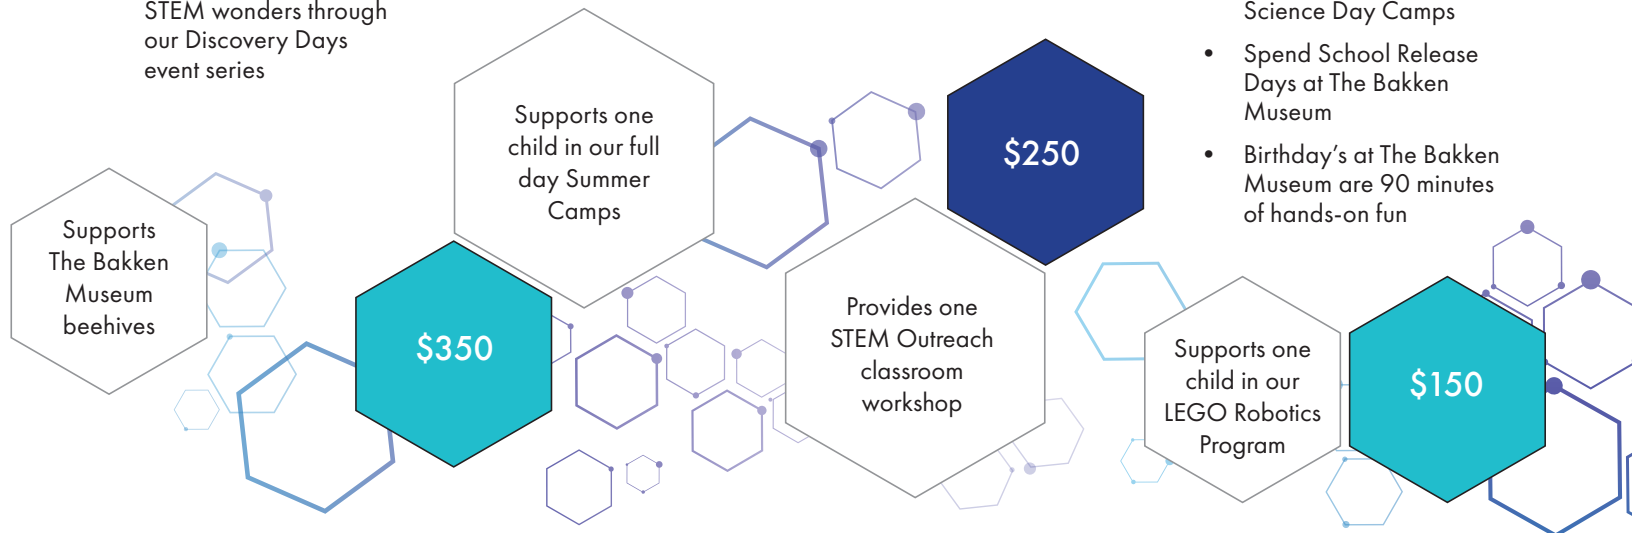 STEM wonders through
our Discovery Days
event series
Supports
The Bakken
Museum
beehives
Supports one
child in our full
day Summer
Camps
$350
Provides one
STEM Outreach
classroom
workshop
$250
Supports one
child in our
LEGO Robotics
Program
$150
Science Day Camps
• Spend School Release
Days at The Bakken
Museum
• Birthday’s at The Bakken
Museum are 90 minutes
of hands-on fun